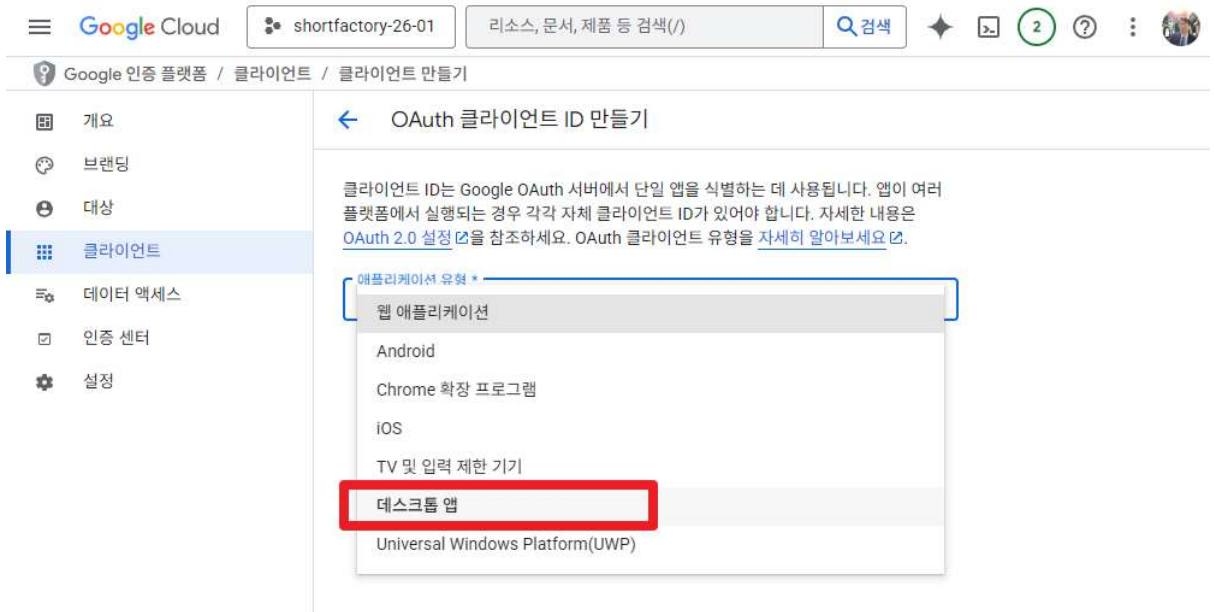 Google Cloud
shortfactory-26-01
리소스, 문서, 제품 등 검색(/)
검색
2
Google 인증 플랫폼 / 클라이언트 / 클라이언트 만들기
개요
브랜딩
대상
클라이언트
데이터 액세스
인증 센터
설정
OAuth 클라이언트 ID 만들기
클라이언트 ID는 Google OAuth 서버에서 단일 앱을 식별하는 데 사용됩니다. 앱이 여러
플랫폼에서 실행되는 경우 각각 자체 클라이언트 ID가 있어야 합니다. 자세한 내용은
OAuth 2.0 설정을 참조하세요. OAuth 클라이언트 유형을 자세히 알아보세요.
애플리케이션 유형 *
웹 애플리케이션
Android
Chrome 확장 프로그램
iOS
TV 및 입력 제한 기기
데스크톱 앱
Universal Windows Platform(UWP)